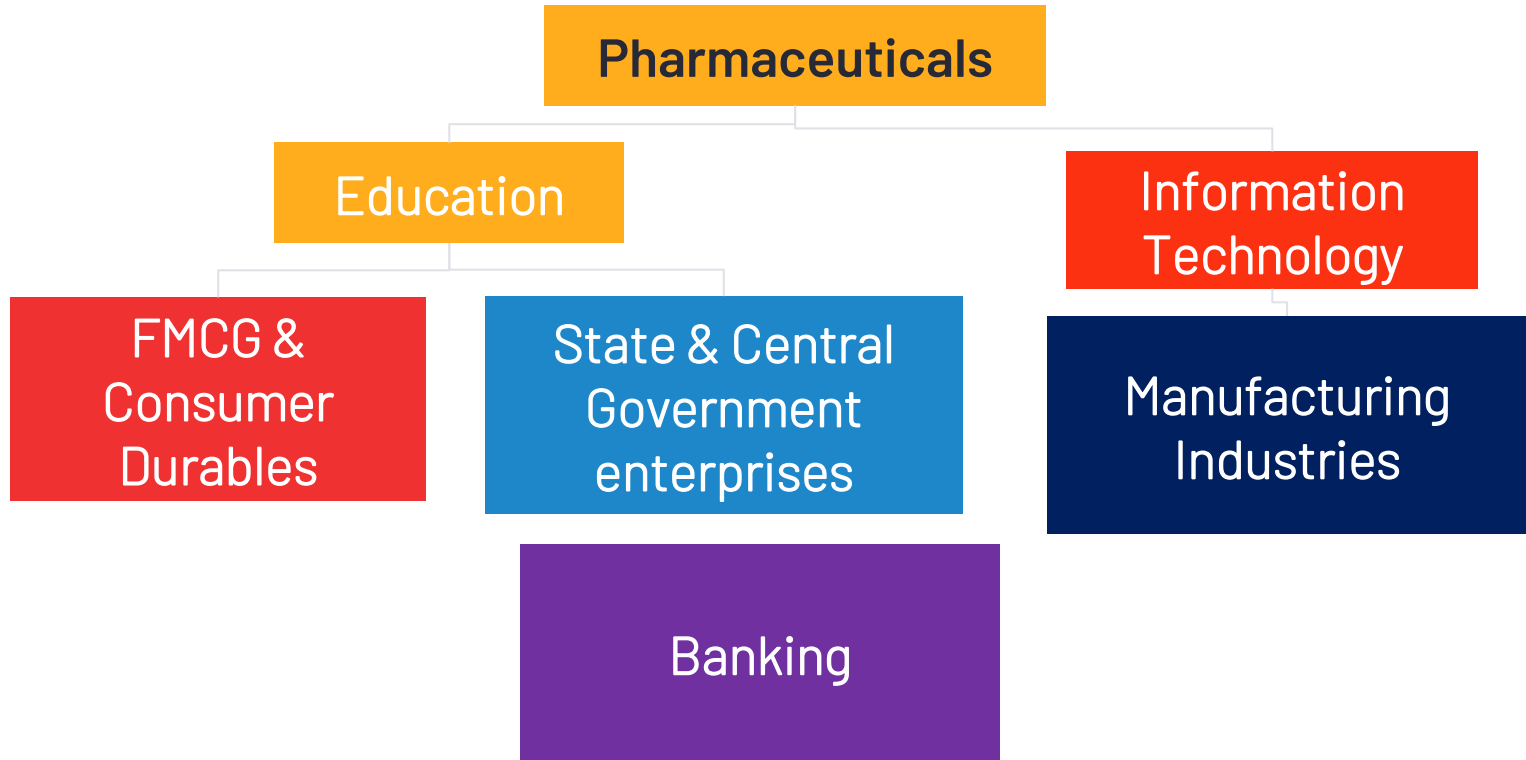 Pharmaceuticals
Education
Information
Technology
FMCG &
Consumer
Durables
State & Central
Government
enterprises
Manufacturing
Industries
Banking